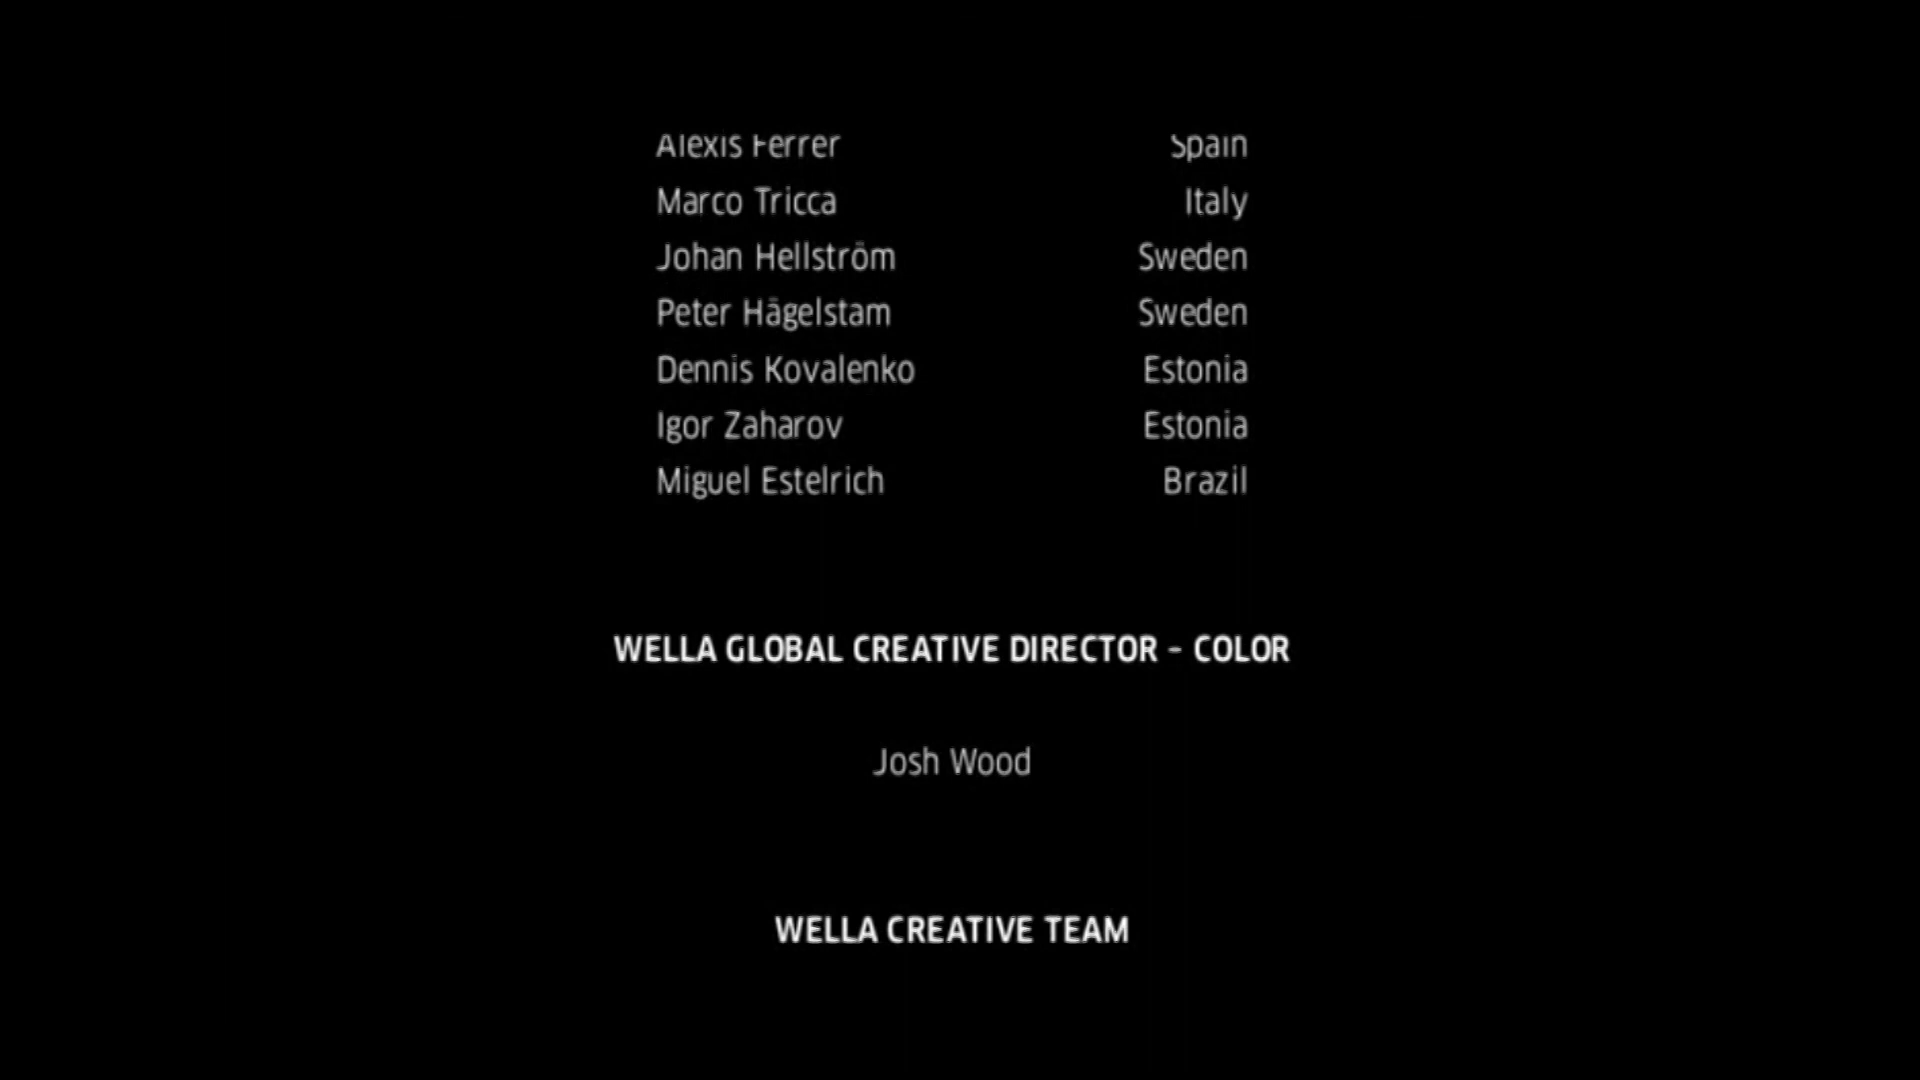 Alexis Ferrer Spain
Marco Tricca Italy
Johan Hellström Sweden
Peter Hägelstam Sweden
Dennis Kovalenko Estonia
Igor Zaharov Estonia
Miguel Estelrich Brazil
WELLA GLOBAL CREATIVE DIRECTOR - COLOR
Josh Wood
WELLA CREATIVE TEAM